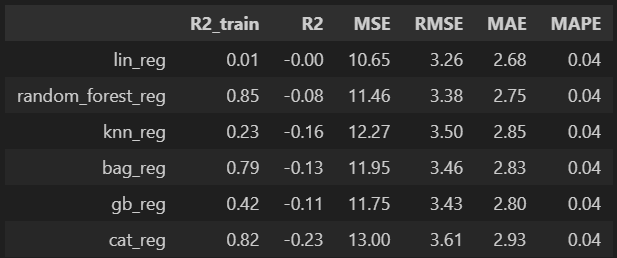 R2_train R2 MSE RMSE MAE MAPE
lin_reg 0.01 -0.00 10.65 3.26 2.68 0.04
random_forest_reg 0.85 -0.08 11.46 3.38 2.75 0.04
knn_reg 0.23 -0.16 12.27 3.50 2.85 0.04
bag_reg 0.79 -0.13 11.95 3.46 2.83 0.04
gb_reg 0.42 -0.11 11.75 3.43 2.80 0.04
cat_reg 0.82 -0.23 13.00 3.61 2.93 0.04